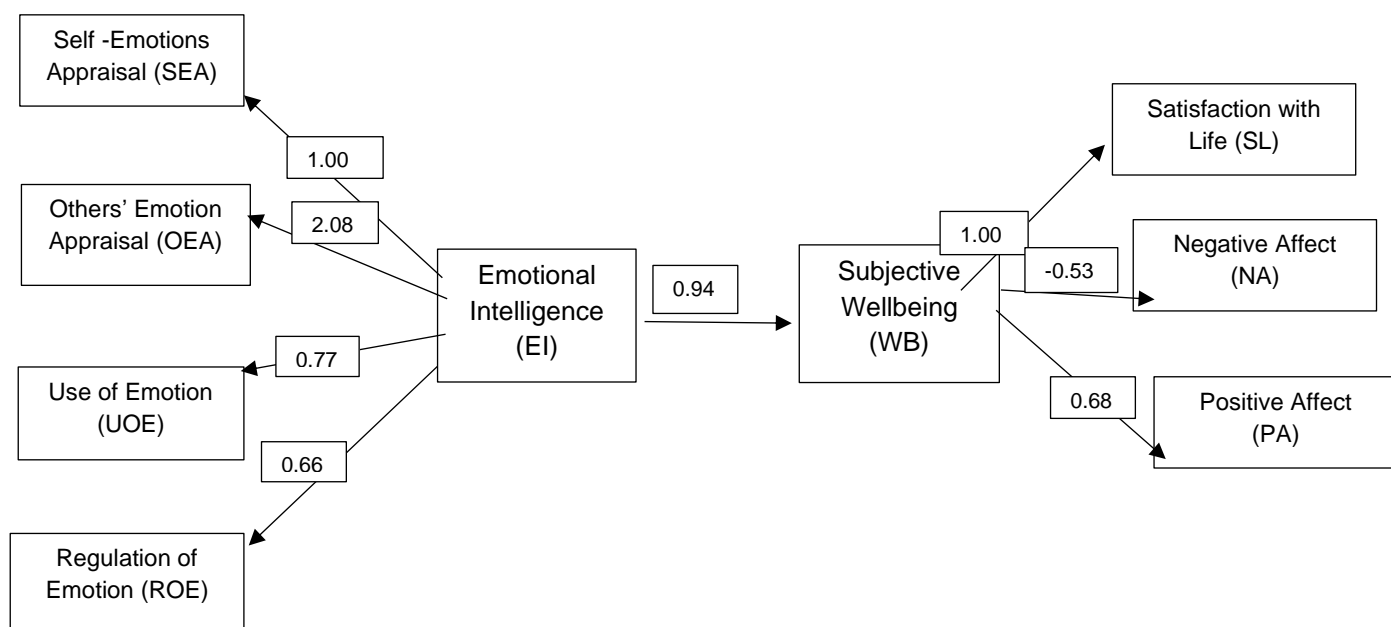 Self -Emotions
Appraisal (SEA)
1.00
Others’ Emotion
Appraisal (OEA)
2.08
Use of Emotion
(UOE)
0.77
Regulation of
Emotion (ROE)
0.66
Emotional
Intelligence
(EI)
0.94
Subjective
Wellbeing
(WB)
1.00
Satisfaction with
Life (SL)
-0.53
Negative Affect
(NA)
0.68
Positive Affect
(PA)